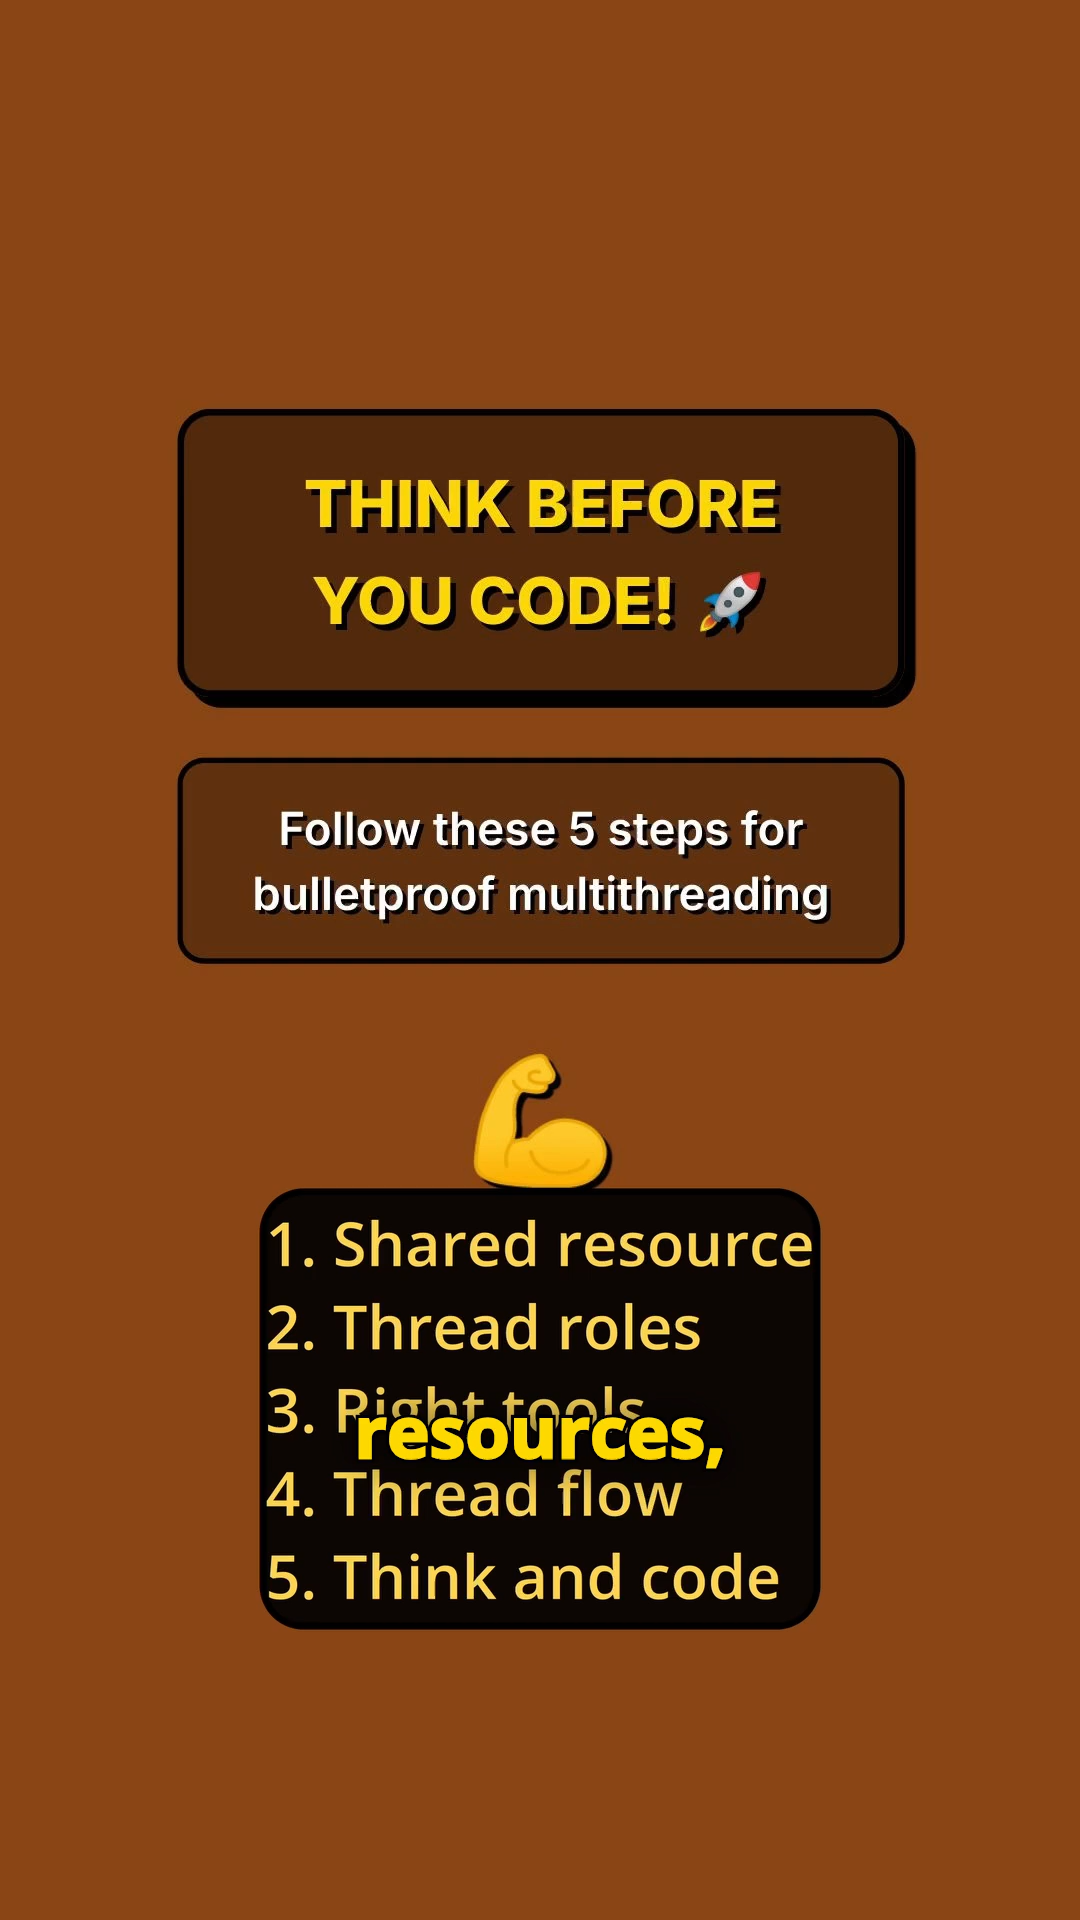 THINK BEFORE
YOU CODE! 🚀
Follow these 5 steps for
bulletproof multithreading
1. Shared resource
2. Thread roles
3. Right tools
resources,
4. Thread flow
5. Think and code